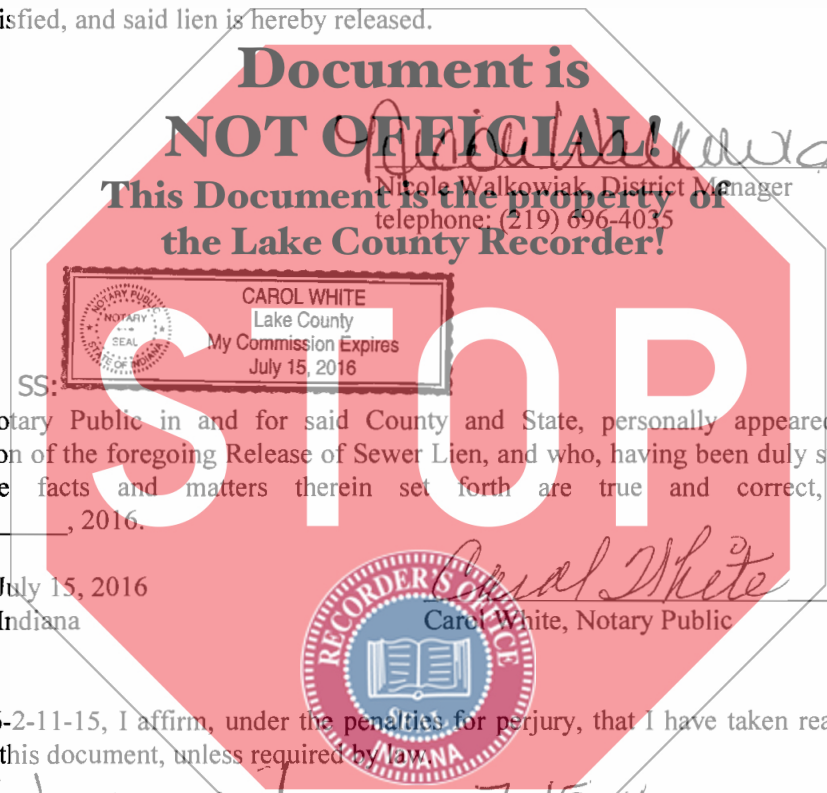 isfied, and said lien is hereby released.
Document is
NOT OFFICIAL!
Nicole Walkowiak
This Document is the property of
Nicole Walkowiak, District Manager
telephone: (219) 696-4035
the Lake County Recorder!
NOTARY PUBLIC
NOTARY
SEAL
STATE OF INDIANA
CAROL WHITE
Lake County
My Commission Expires
July 15, 2016
STOP
SS:
otary Public in and for said County and State, personally appeared
on of the foregoing Release of Sewer Lien, and who, having been duly s
e facts and matters therein set forth are true and correct,
, 2016.
July 15, 2016
Carol White
Indiana
Carol White, Notary Public
RECORDER'S OFFICE
SEAL
INDIANA
-2-11-15, I affirm, under the penalties for perjury, that I have taken rea
this document, unless required by law.